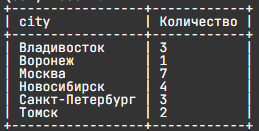 city | Количество
Владивосток | 3
Воронеж | 1
Москва | 7
Новосибирск | 4
Санкт-Петербург | 3
Томск | 2